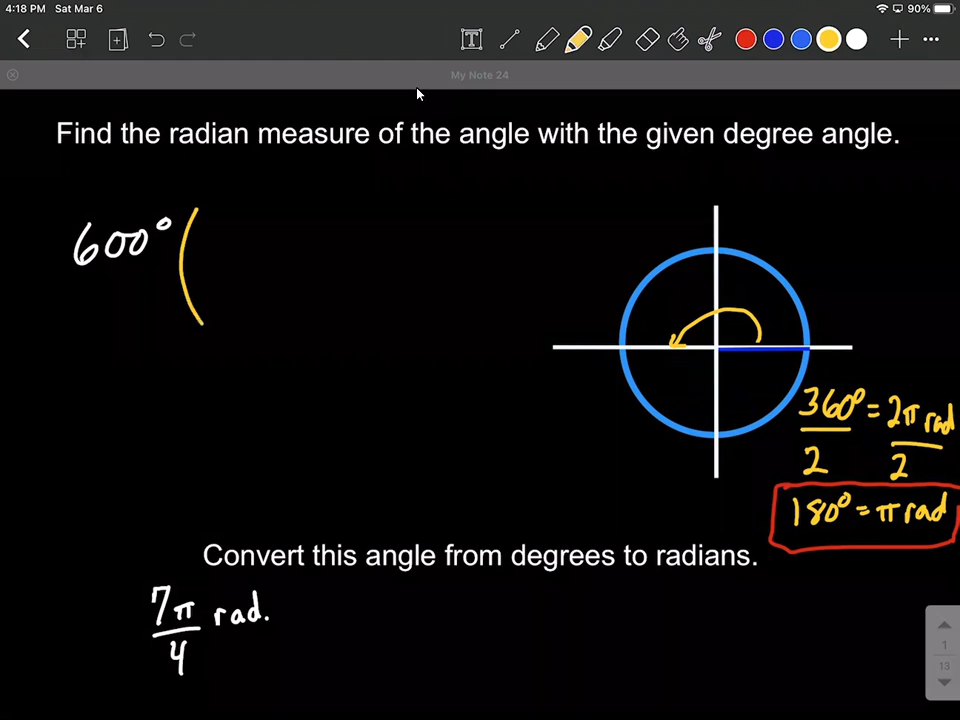 4:18 PM Sat Mar 6
90%
My Note 24
Find the radian measure of the angle with the given degree angle.
600° (
360° = 2π rad
2 2
180° = π rad
Convert this angle from degrees to radians.
7π rad.
4
1
13